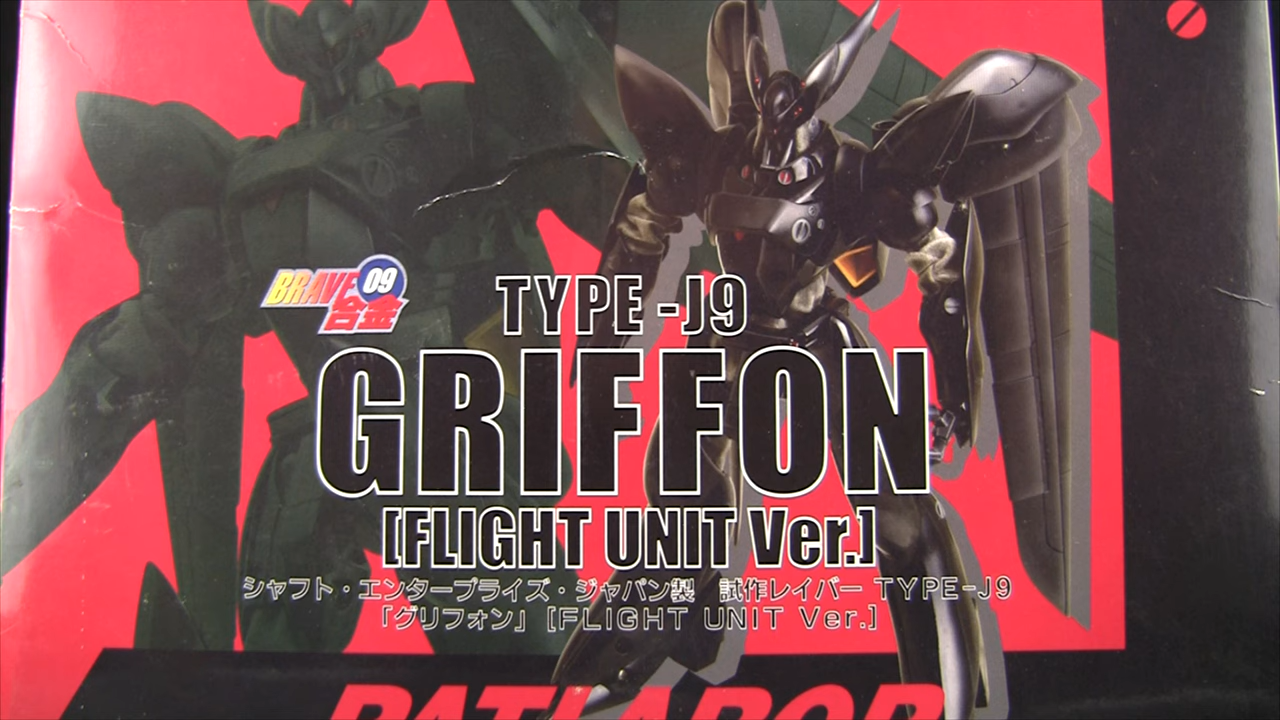 BRAVE 09
合金
TYPE -J9
GRIFFON
[FLIGHT UNIT Ver.]
シャフト・エンタープライズ・ジャパン製 試作レイバー TYPE-J9
「グリフォン」 [FLIGHT UNIT Ver.]
PATLABOR